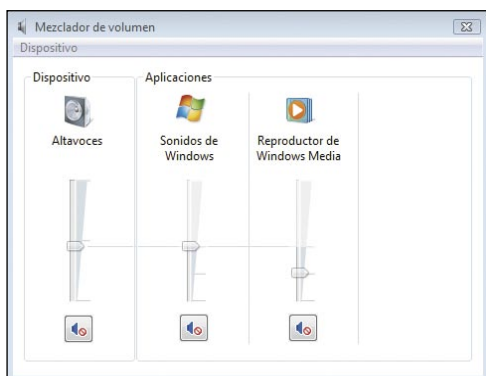 Mezclador de volumen
Dispositivo
Dispositivo
Aplicaciones
Altavoces
Sonidos de
Windows
Reproductor de
Windows Media